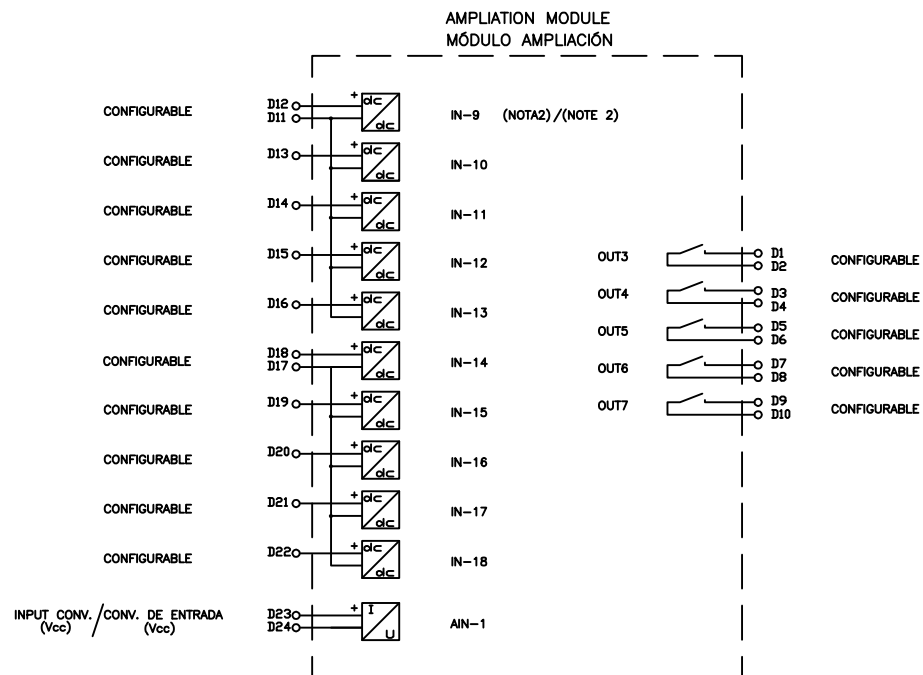 AMPLIATION MODULE
MÓDULO AMPLIACIÓN
CONFIGURABLE D12 + dc dc IN-9 (NOTA2)/(NOTE 2)
D11
CONFIGURABLE D13 + dc dc IN-10
CONFIGURABLE D14 + dc dc IN-11
CONFIGURABLE D15 + dc dc IN-12
CONFIGURABLE D16 + dc dc IN-13
CONFIGURABLE D18 + dc dc IN-14
D17
CONFIGURABLE D19 + dc dc IN-15
CONFIGURABLE D20 + dc dc IN-16
CONFIGURABLE D21 + dc dc IN-17
CONFIGURABLE D22 + dc dc IN-18
INPUT CONV./CONV. DE ENTRADA D23 + I U AIN-1
(Vcc) (Vcc) D24
OUT3 D1 CONFIGURABLE
D2
OUT4 D3 CONFIGURABLE
D4
OUT5 D5 CONFIGURABLE
D6
OUT6 D7 CONFIGURABLE
D8
OUT7 D9 CONFIGURABLE
D10